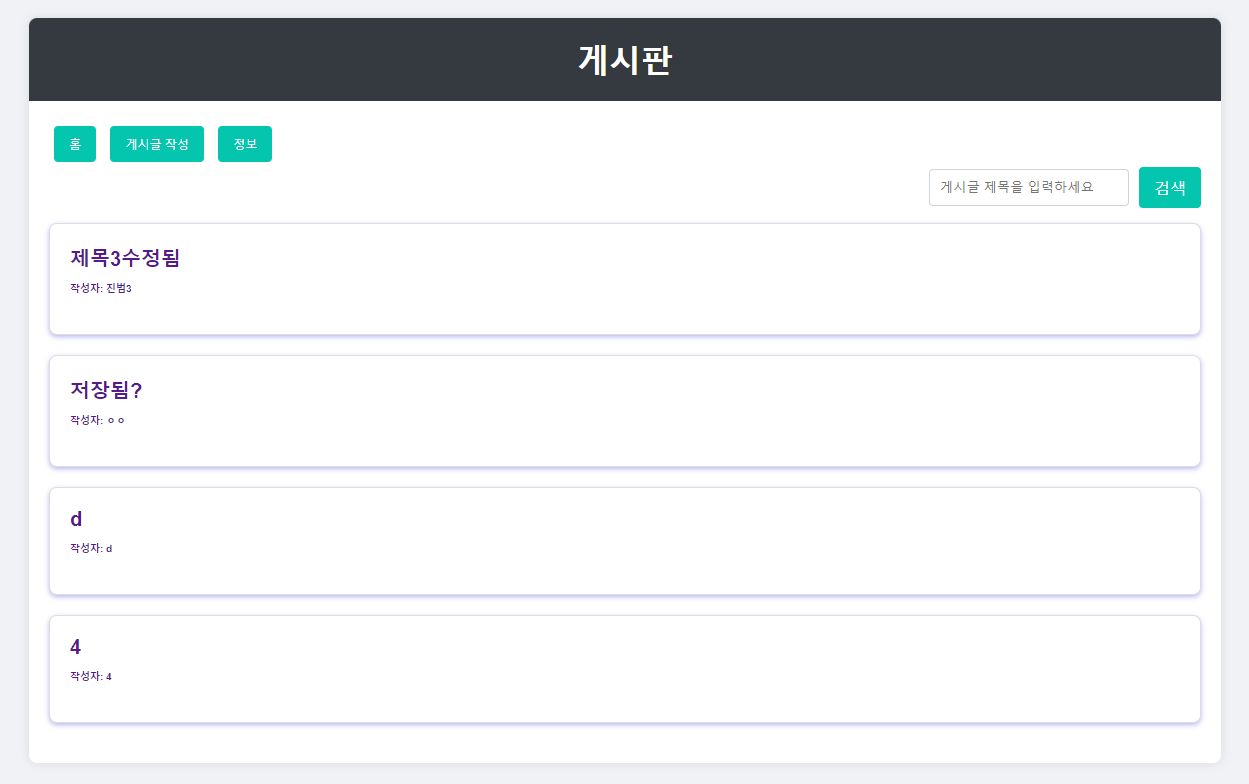 게시판
홈 게시글 작성 정보
게시글 제목을 입력하세요 검색
제목3수정됨
작성자: 진범3
저장됨?
작성자: ㅇㅇ
d
작성자: d
4
작성자: 4